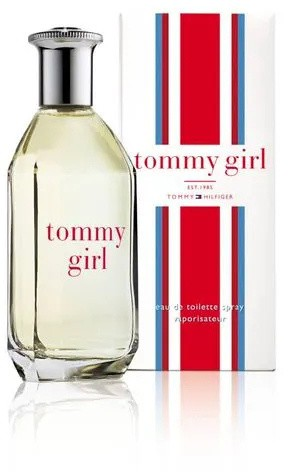 tommy girl
EST. 1985
TOMMY HILFIGER
eau de toilette spray
vaporisateur
tommy
girl